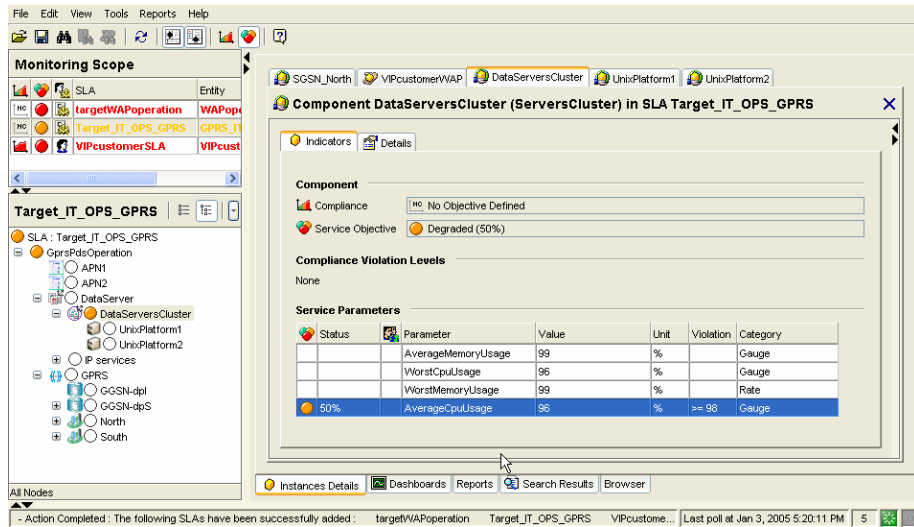 File Edit View Tools Reports Help
Monitoring Scope
SLA Entity
NC targetWAPoperation WAPope
NC Target_IT_OPS_GPRS GPRS_IT
VIPcustomerSLA VIPcust
Target_IT_OPS_GPRS
SLA : Target_IT_OPS_GPRS
GprsPdsOperation
APN1
APN2
DataServer
DataServersCluster
UnixPlatform1
UnixPlatform2
IP services
GPRS
GGSN-dpI
GGSN-dpS
North
South
All Nodes
SGSN_North VIPcustomerWAP DataServersCluster UnixPlatform1 UnixPlatform2
Component DataServersCluster (ServersCluster) in SLA Target_IT_OPS_GPRS
Indicators Details
Component
Compliance NC No Objective Defined
Service Objective Degraded (50%)
Compliance Violation Levels
None
Service Parameters
Status Parameter Value Unit Violation Category
AverageMemoryUsage 99 % Gauge
WorstCpuUsage 96 % Gauge
WorstMemoryUsage 99 % Rate
50% AverageCpuUsage 96 % >= 98 Gauge
Instances Details Dashboards Reports Search Results Browser
- Action Completed : The following SLAs have been successfully added : targetWAPoperation Target_IT_OPS_GPRS VIPcustome... Last poll at Jan 3, 2005 5:20:11 PM 5